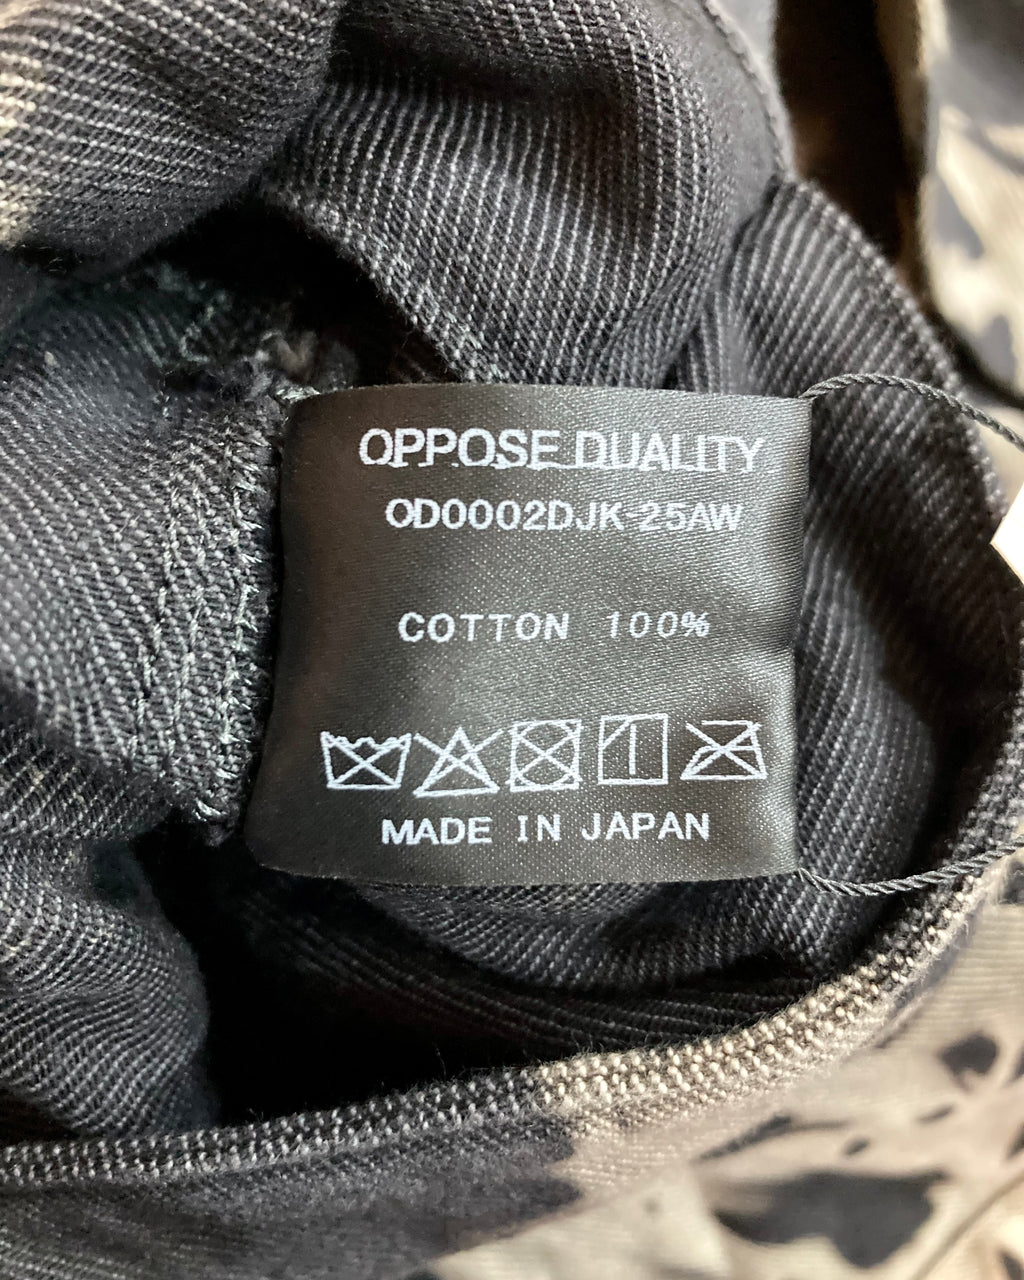 OPPOSE DUALITY
OD0002DJK-25AW
COTTON 100%
MADE IN JAPAN